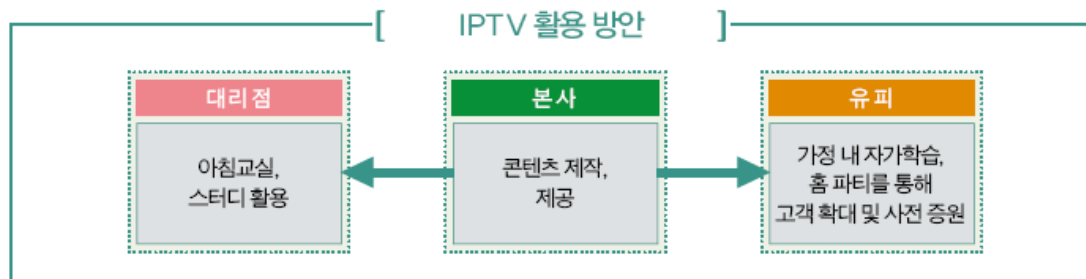 [ IPTV 활용 방안 ]
대리점
아침교실,
스터디 활용
본사
콘텐츠 제작,
제공
유피
가정 내 자가학습,
홈 파티를 통해
고객 확대 및 사전 증원